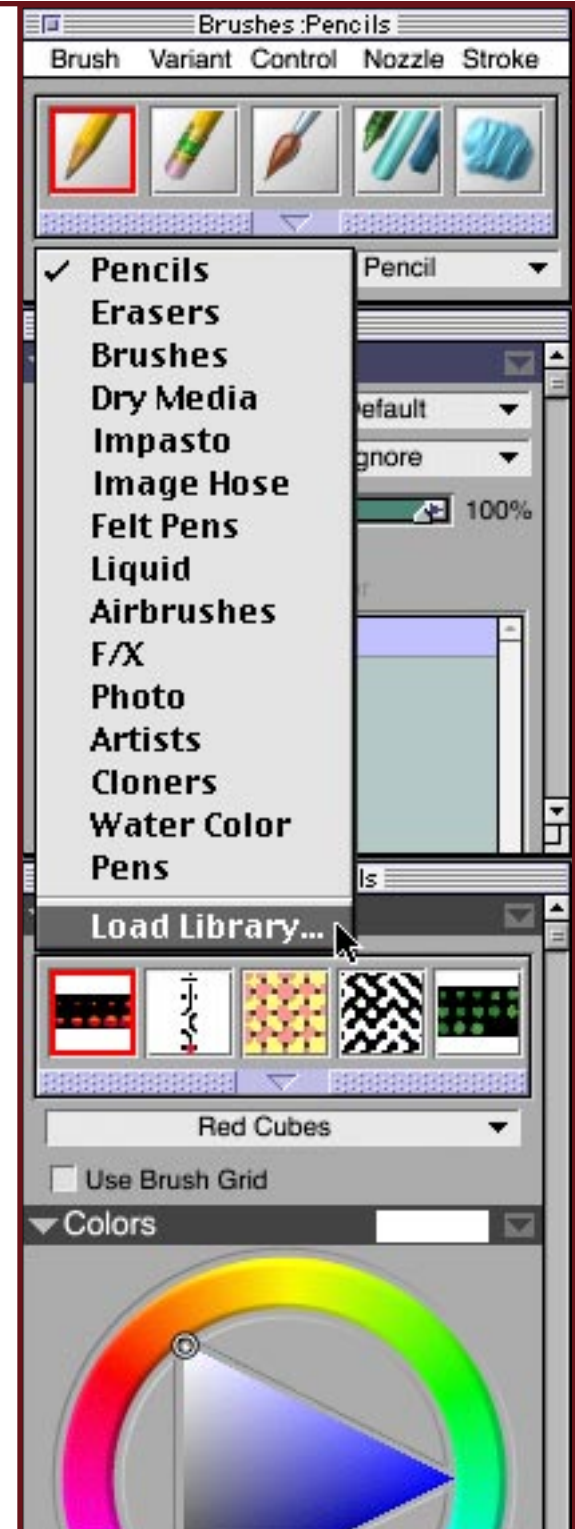 Brushes :Pencils
Brush Variant Control Nozzle Stroke
✓ Pencils
Pencil
Erasers
Brushes
Dry Media
efault
Impasto
gnore
Image Hose
100%
Felt Pens
Liquid
Airbrushes
F/X
Photo
Artists
Cloners
Water Color
Pens
ls
Load Library...
Red Cubes
Use Brush Grid
Colors